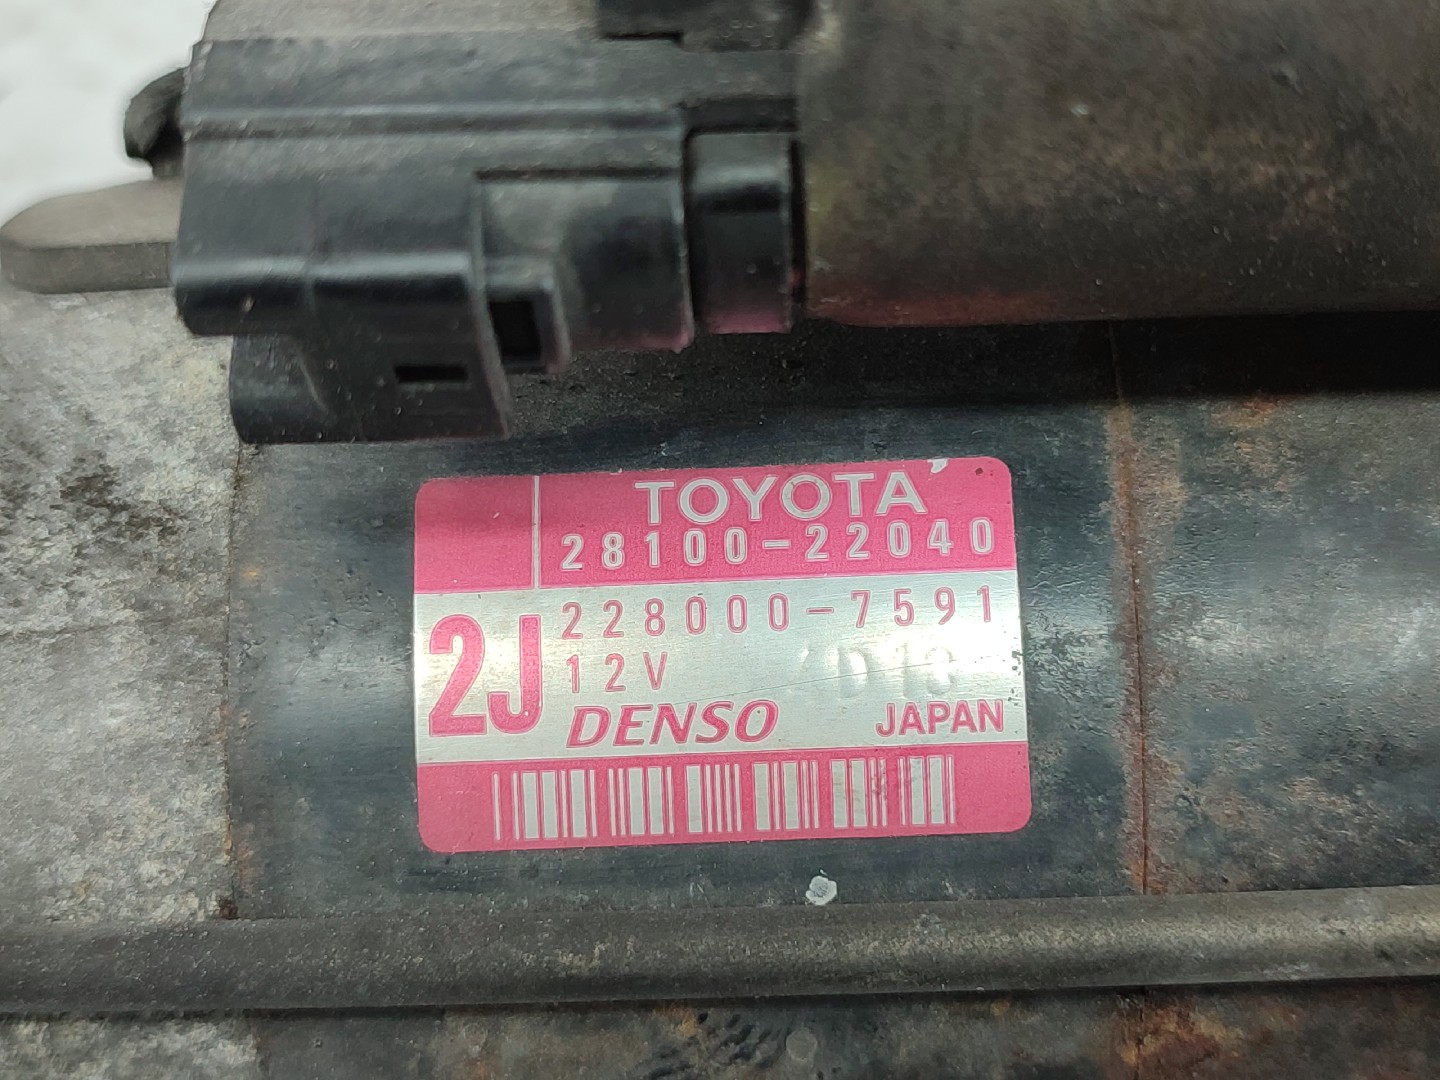 TOYOTA
28100-22040
2J
228000-7591
12V
DENSO JAPAN